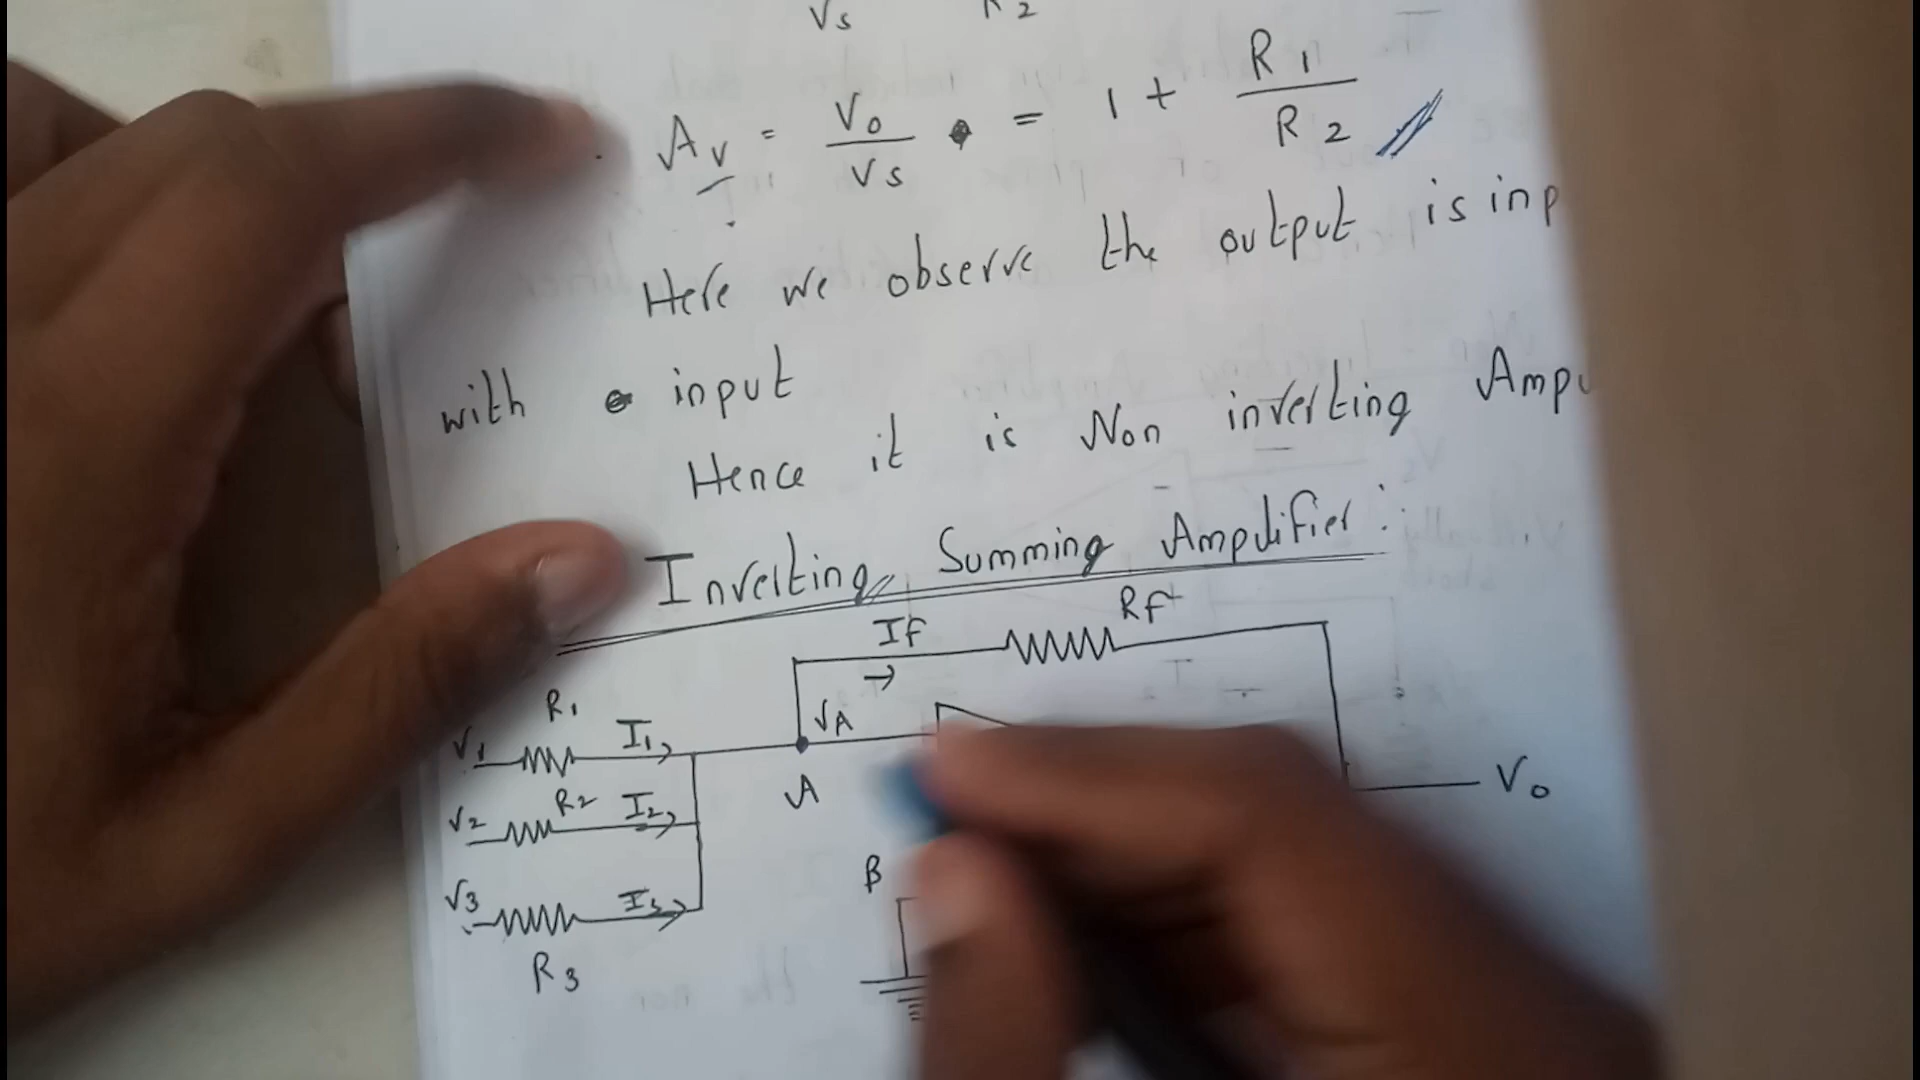 Vs R2
Av = Vo/Vs = 1 + R1/R2
Here we observe the output is inp
with input
Hence it is Non inverting Amp
Inverting Summing Amplifier:
If Rf
R1
V1 I1 VA
V2 R2 I2 A Vo
B
V3 I3
R3